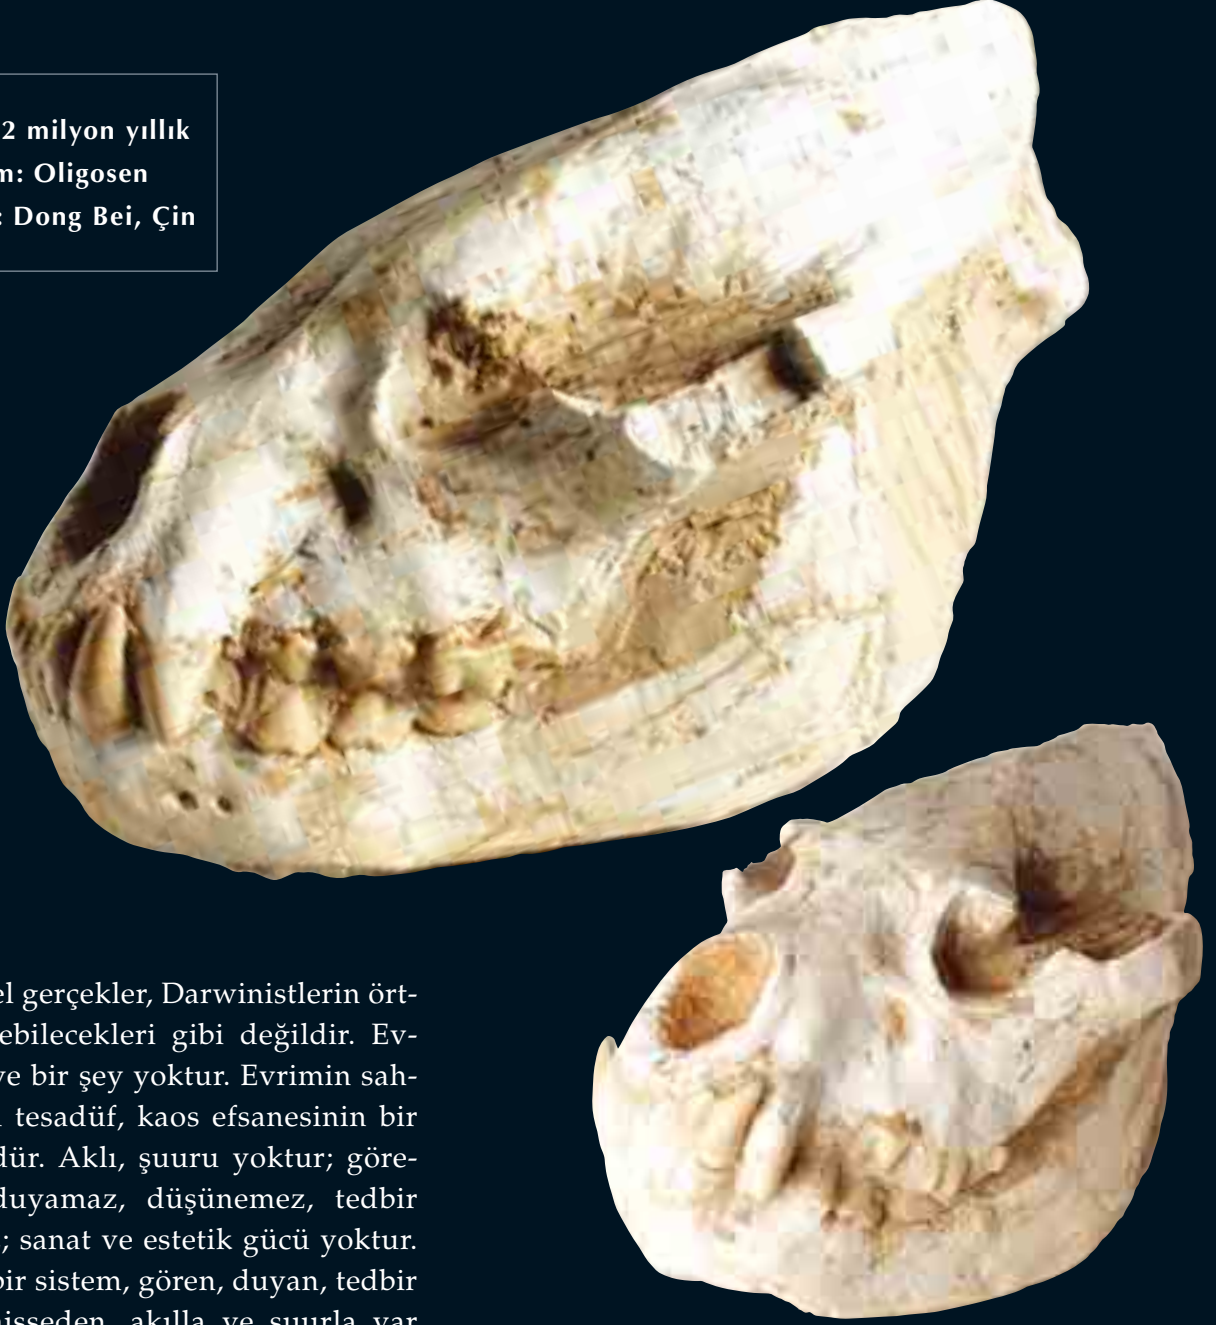 2 milyon yıllık
m: Oligosen
: Dong Bei, Çin
el gerçekler, Darwinistlerin ört-
ebilecekleri gibi değildir. Ev-
ye bir şey yoktur. Evrimin sah-
tesadüf, kaos efsanesinin bir
dür. Aklı, şuuru yoktur; göre-
duyamaz, düşünemez, tedbir
; sanat ve estetik gücü yoktur.
bir sistem, gören, duyan, tedbir
hisseden, akılla ve şuurla var